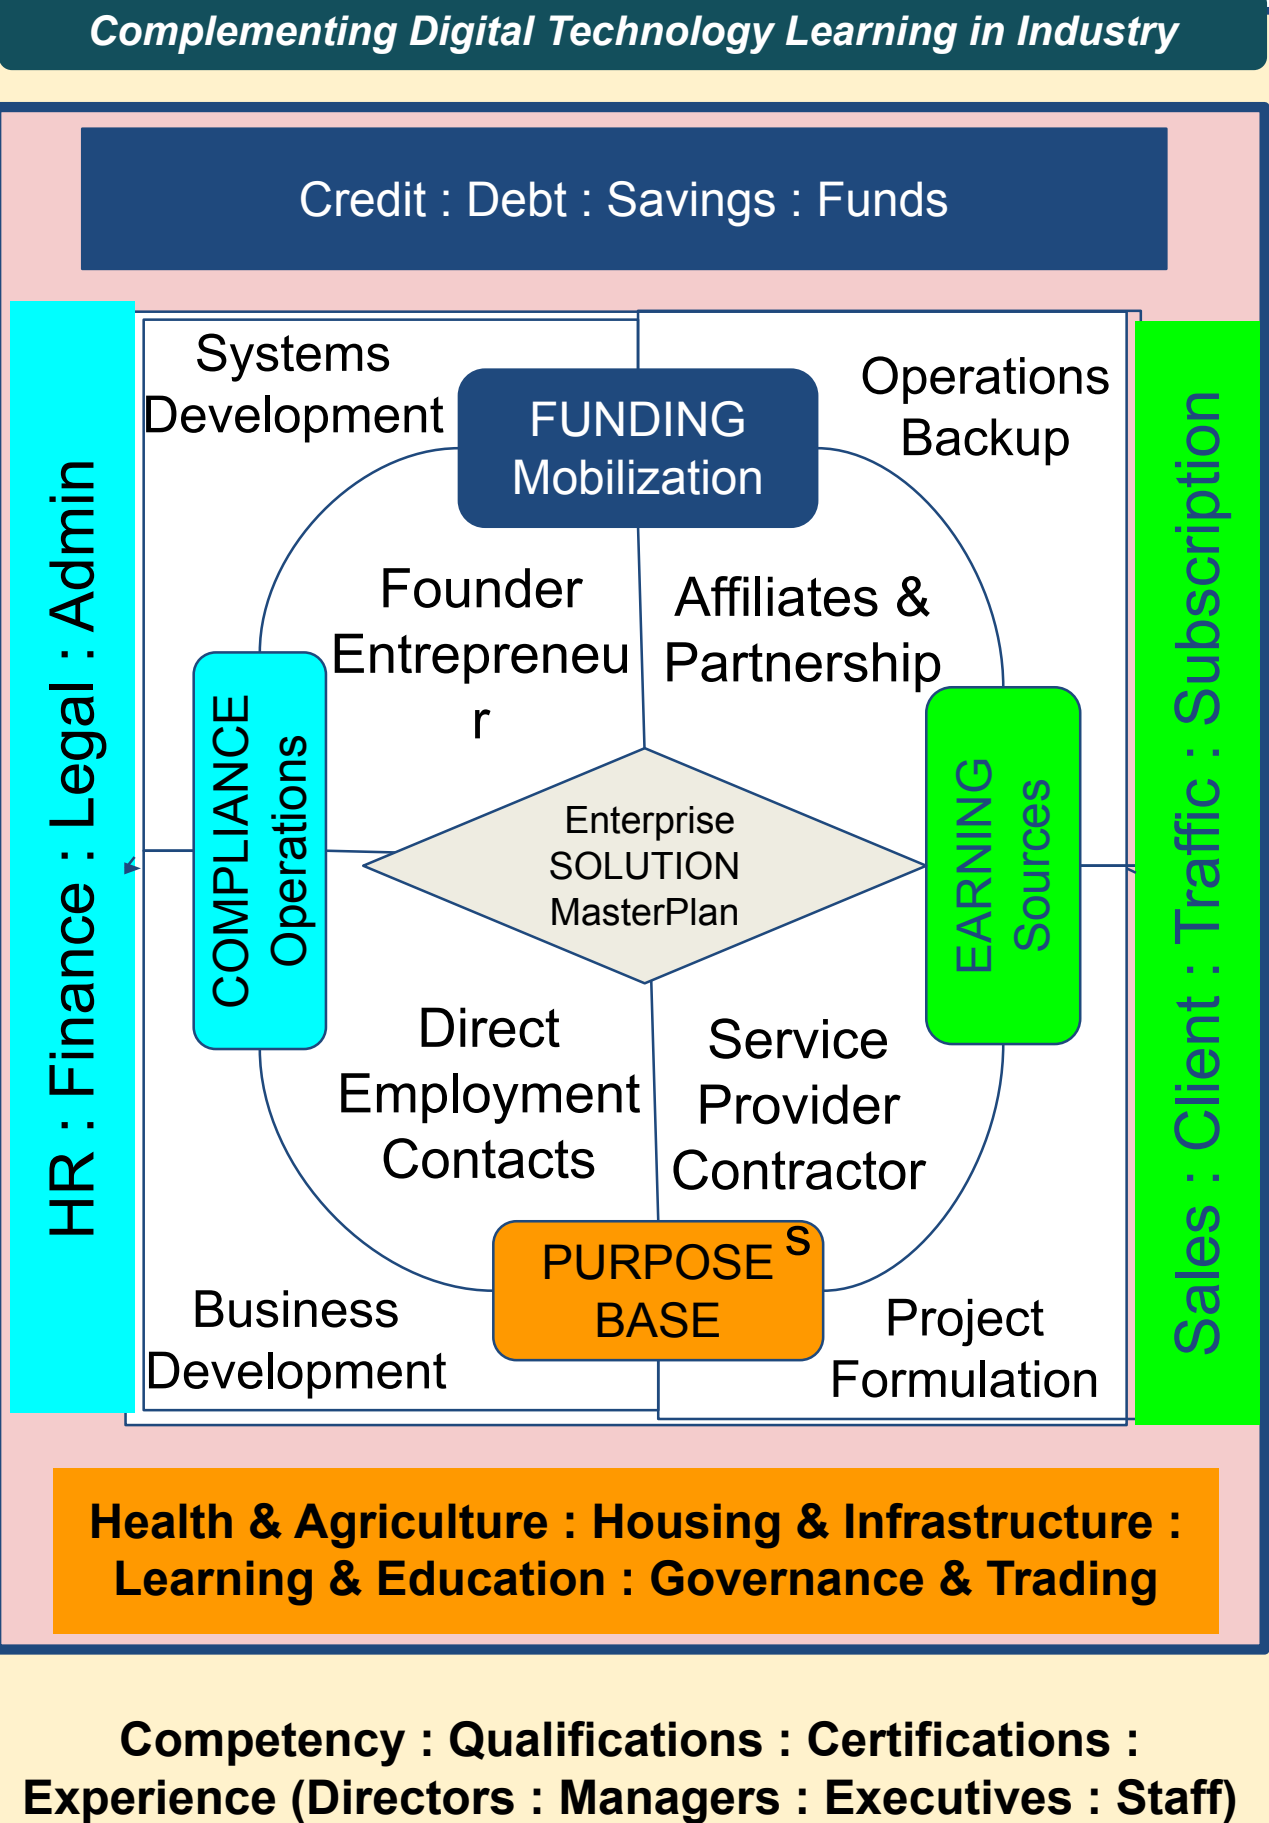 Complementing Digital Technology Learning in Industry
Credit : Debt : Savings : Funds
Systems
Development
FUNDING
Mobilization
Operations
Backup
HR : Finance : Legal : Admin
Founder
Entrepreneu
r
Affiliates &
Partnership
Sales : Client : Traffic : Subscription
COMPLIANCE
Operations
Enterprise
SOLUTION
MasterPlan
EARNING
Sources
Direct
Employment
Contacts
Service
Provider
Contractor
s
PURPOSE
BASE
Business
Development
Project
Formulation
Health & Agriculture : Housing & Infrastructure :
Learning & Education : Governance & Trading
Competency : Qualifications : Certifications :
Experience (Directors : Managers : Executives : Staff)